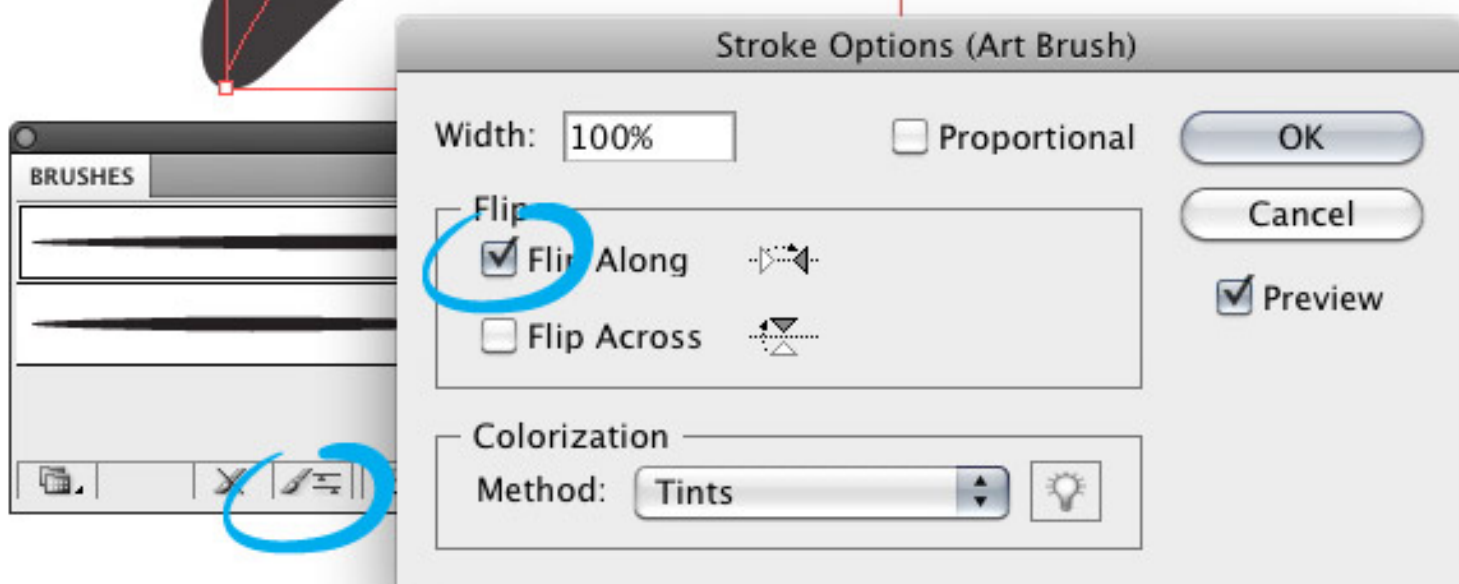 Stroke Options (Art Brush)
Width: 100% Proportional OK
BRUSHES
Flip Cancel
Flip Along
Preview
Flip Across
Colorization
Method: Tints